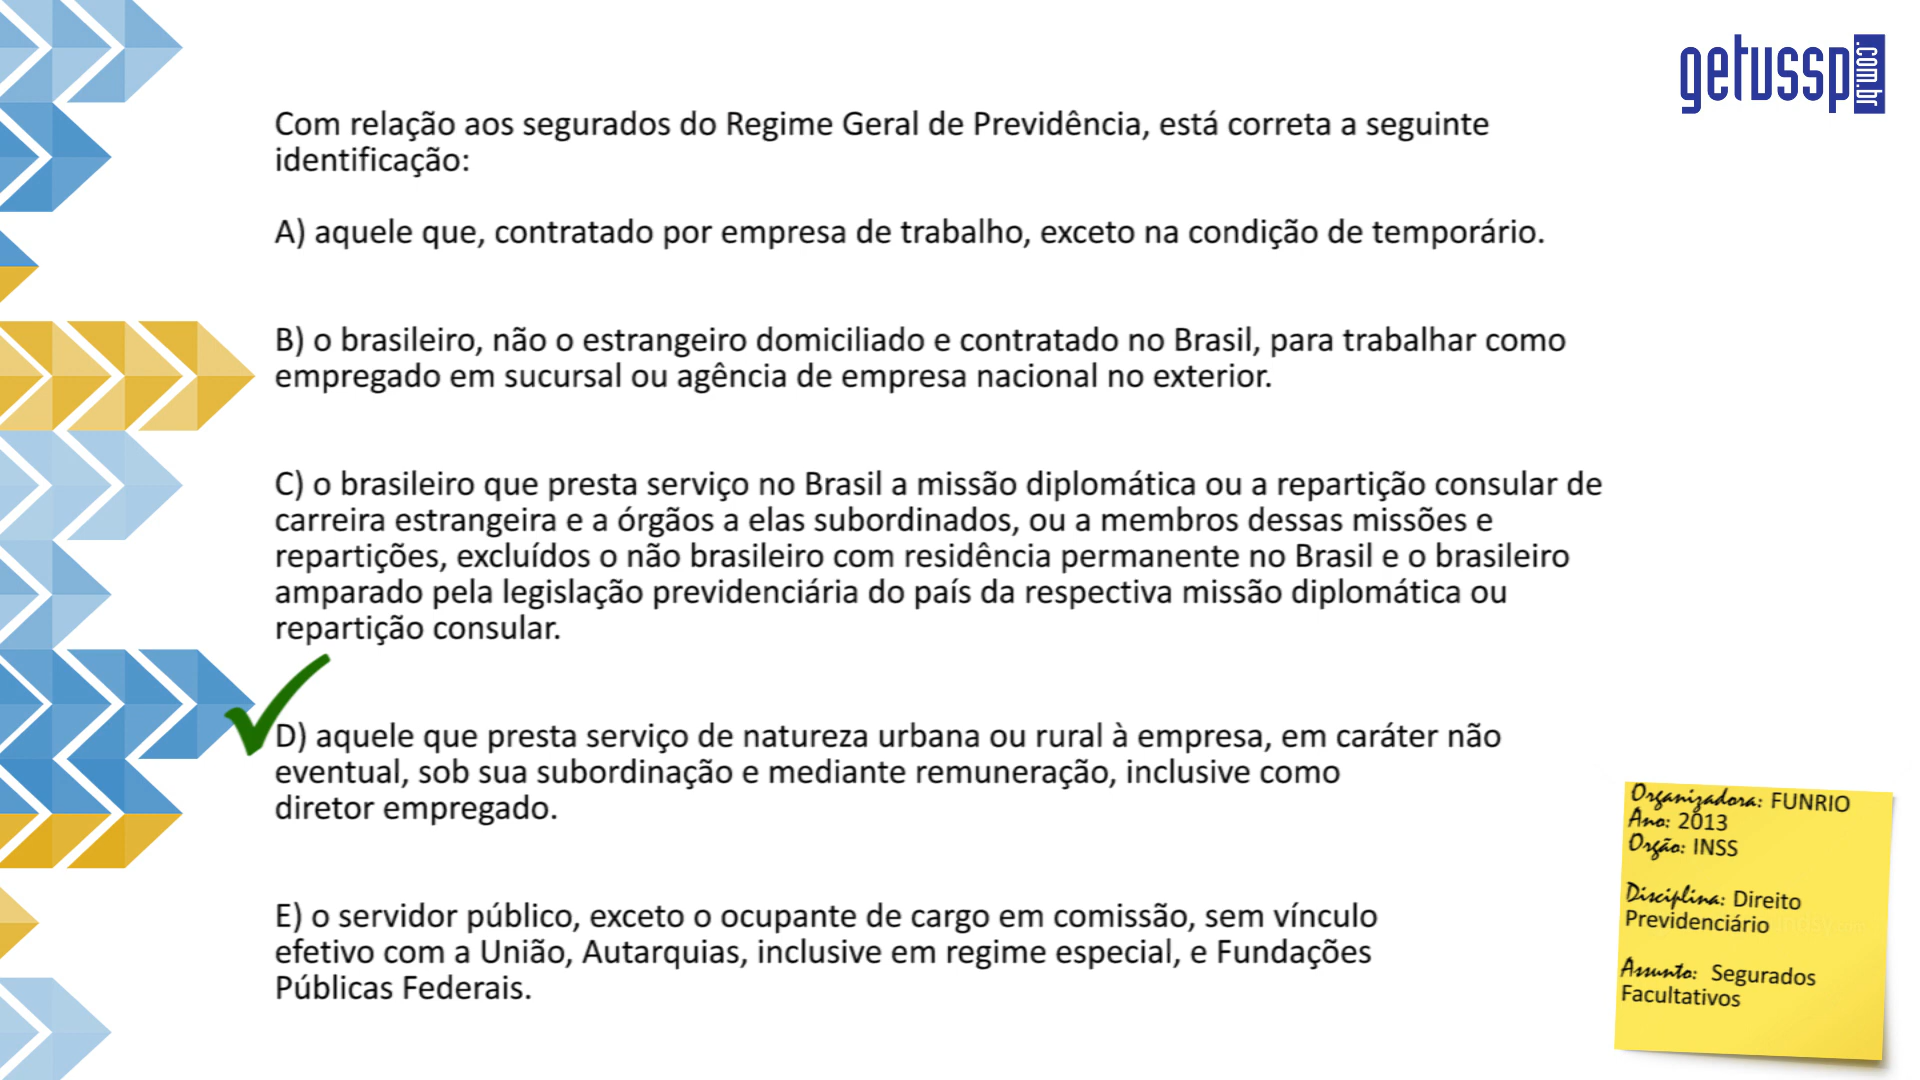 getussp
.com.br
Com relação aos segurados do Regime Geral de Previdência, está correta a seguinte
identificação:
A) aquele que, contratado por empresa de trabalho, exceto na condição de temporário.
B) o brasileiro, não o estrangeiro domiciliado e contratado no Brasil, para trabalhar como
empregado em sucursal ou agência de empresa nacional no exterior.
C) o brasileiro que presta serviço no Brasil a missão diplomática ou a repartição consular de
carreira estrangeira e a órgãos a elas subordinados, ou a membros dessas missões e
repartições, excluídos o não brasileiro com residência permanente no Brasil e o brasileiro
amparado pela legislação previdenciária do país da respectiva missão diplomática ou
repartição consular.
D) aquele que presta serviço de natureza urbana ou rural à empresa, em caráter não
eventual, sob sua subordinação e mediante remuneração, inclusive como
diretor empregado.
E) o servidor público, exceto o ocupante de cargo em comissão, sem vínculo
efetivo com a União, Autarquias, inclusive em regime especial, e Fundações
Públicas Federais.
Organizadora: FUNRIO
Ano: 2013
Orgão: INSS
Disciplina: Direito
Previdenciário
Assunto: Segurados
Facultativos